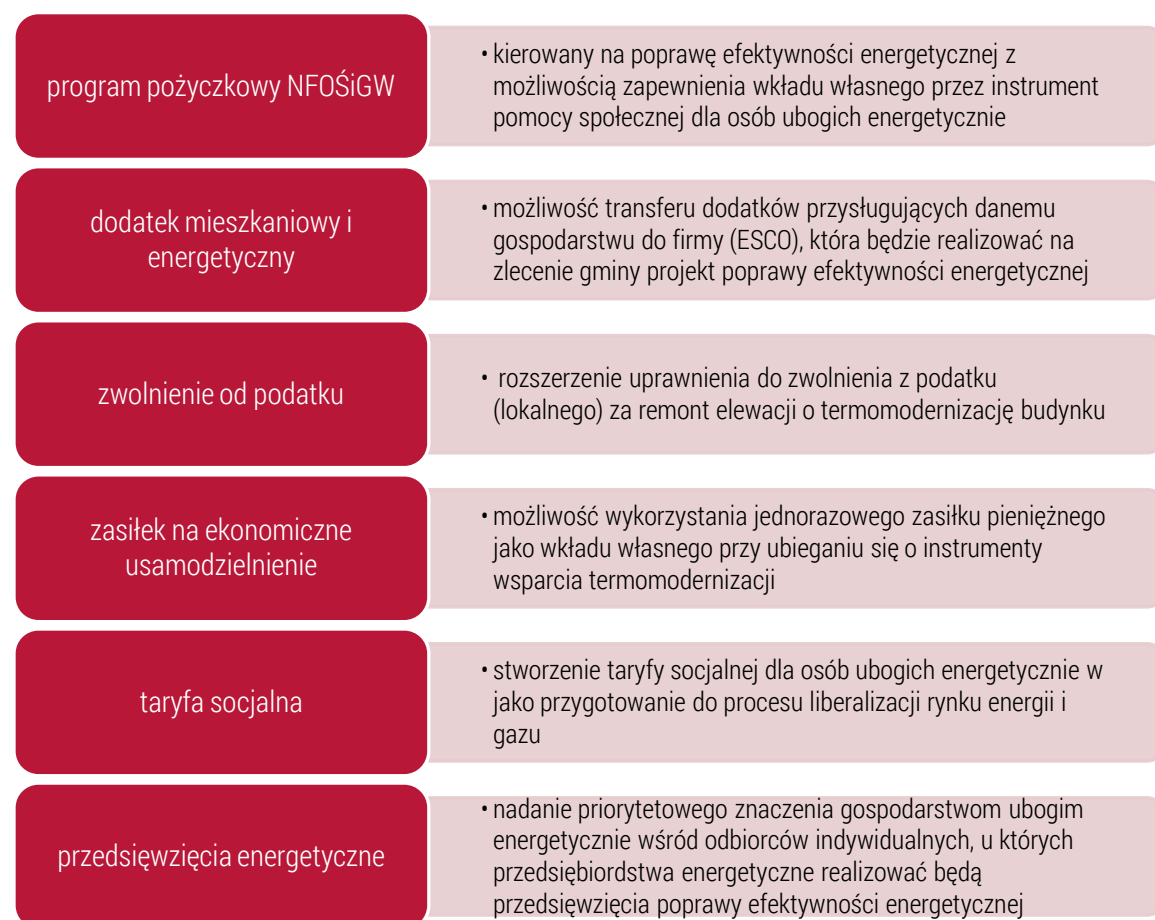 program pożyczkowy NFOŚiGW
• kierowany na poprawę efektywności energetycznej z
możliwością zapewnienia wkładu własnego przez instrument
pomocy społecznej dla osób ubogich energetycznie
dodatek mieszkaniowy i
energetyczny
• możliwość transferu dodatków przysługujących danemu
gospodarstwu do firmy (ESCO), która będzie realizować na
zlecenie gminy projekt poprawy efektywności energetycznej
zwolnienie od podatku
• rozszerzenie uprawnienia do zwolnienia z podatku
(lokalnego) za remont elewacji o termomodernizację budynku
zasiłek na ekonomiczne
usamodzielnienie
• możliwość wykorzystania jednorazowego zasiłku pieniężnego
jako wkładu własnego przy ubieganiu się o instrumenty
wsparcia termomodernizacji
taryfa socjalna
• stworzenie taryfy socjalnej dla osób ubogich energetycznie w
jako przygotowanie do procesu liberalizacji rynku energii i
gazu
przedsięwzięcia energetyczne
• nadanie priorytetowego znaczenia gospodarstwom ubogim
energetycznie wśród odbiorców indywidualnych, u których
przedsiębiordstwa energetyczne realizować będą
przedsięwzięcia poprawy efektywności energetycznej